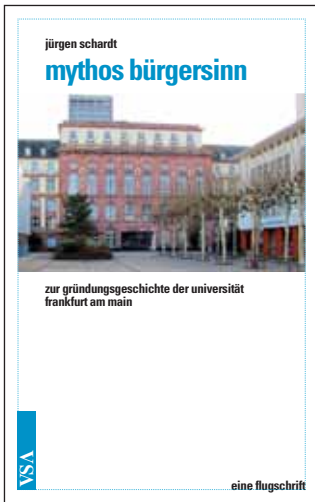 jürgen schardt
mythos bürgersinn
zur gründungsgeschichte der universität
frankfurt am main
VSA
eine flugschrift